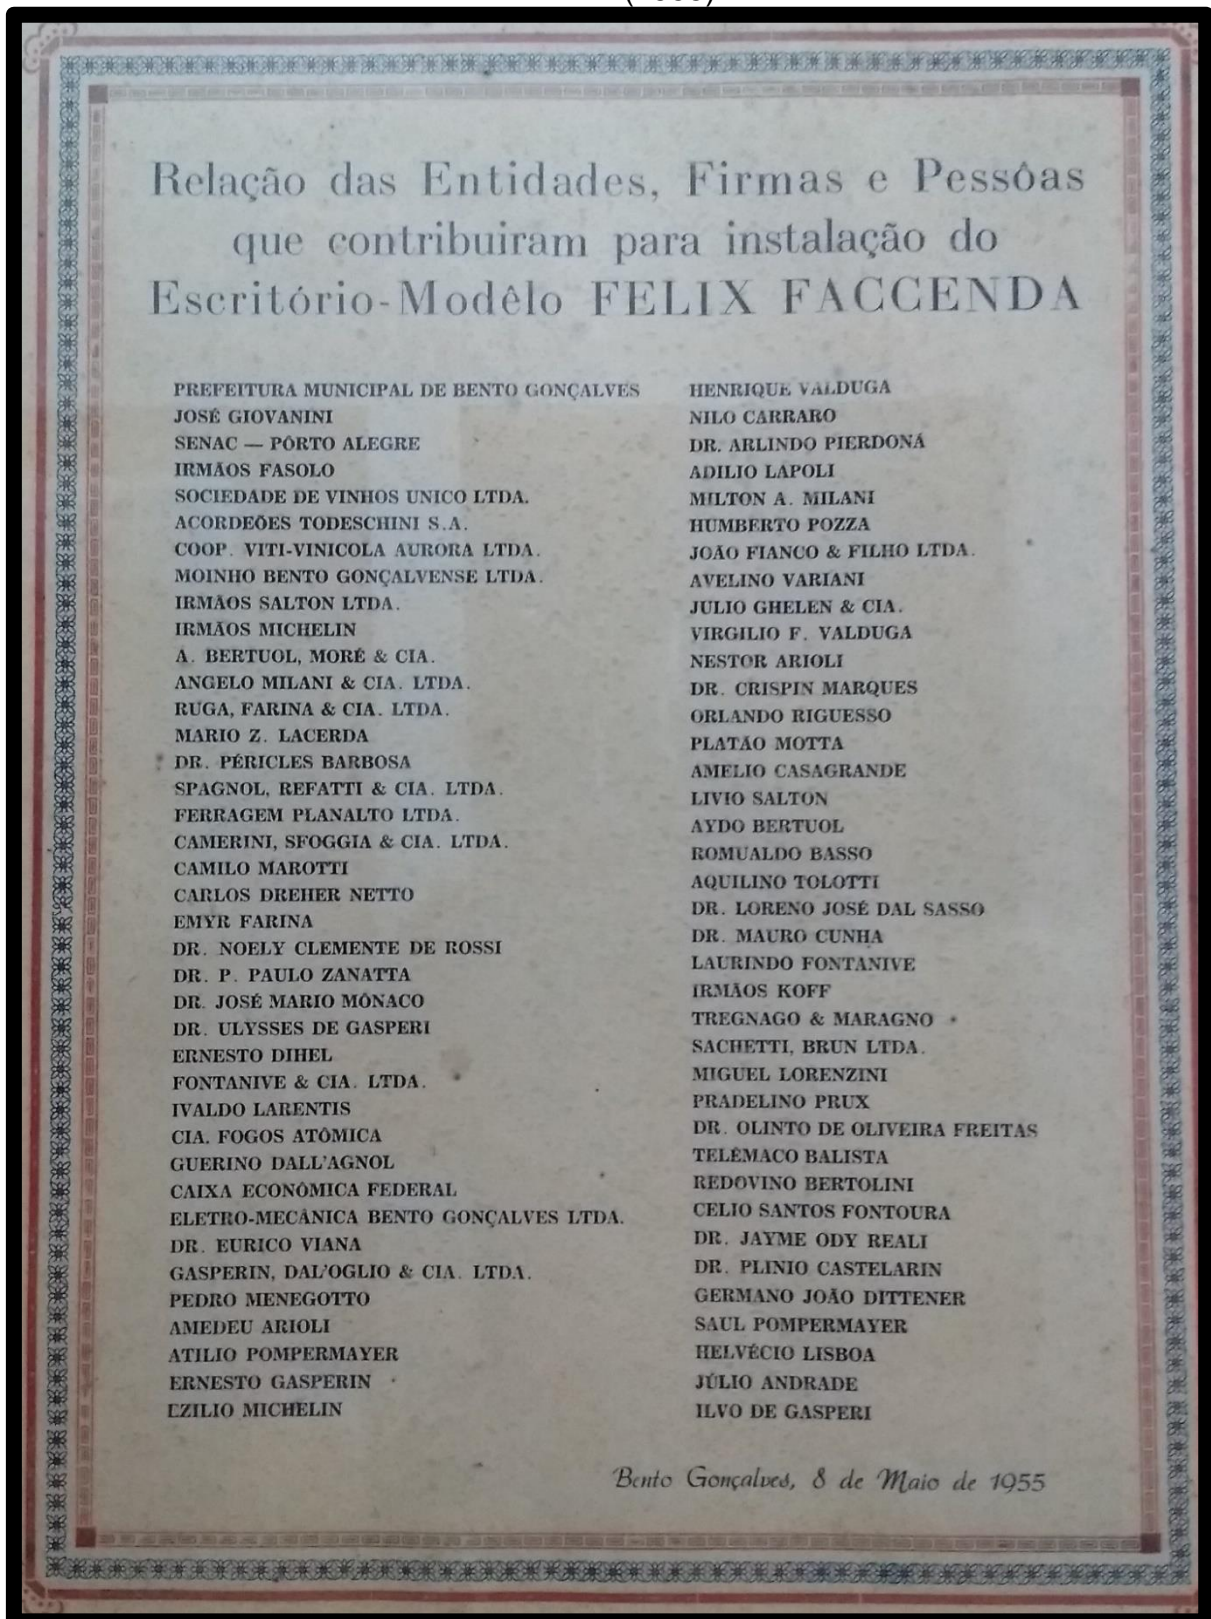 Relação das Entidades, Firmas e Pessôas
que contribuiram para instalação do
Escritório-Modêlo FELIX FACCENDA
PREFEITURA MUNICIPAL DE BENTO GONÇALVES
JOSÉ GIOVANINI
SENAC — PÔRTO ALEGRE
IRMÃOS FASOLO
SOCIEDADE DE VINHOS UNICO LTDA.
ACORDEÕES TODESCHINI S.A.
COOP. VITI-VINICOLA AURORA LTDA.
MOINHO BENTO GONÇALVENSE LTDA.
IRMÃOS SALTON LTDA.
IRMÃOS MICHELIN
A. BERTUOL, MORÉ & CIA.
ANGELO MILANI & CIA. LTDA.
RUGA, FARINA & CIA. LTDA.
MARIO Z. LACERDA
DR. PÉRICLES BARBOSA
SPAGNOL, REFATTI & CIA. LTDA.
FERRAGEM PLANALTO LTDA.
CAMERINI, SFOGGIA & CIA. LTDA.
CAMILO MAROTTI
CARLOS DREHER NETTO
EMYR FARINA
DR. NOELY CLEMENTE DE ROSSI
DR. P. PAULO ZANATTA
DR. JOSÉ MARIO MÔNACO
DR. ULYSSES DE GASPERI
ERNESTO DIHEL
FONTANIVE & CIA. LTDA.
IVALDO LARENTIS
CIA. FOGOS ATÔMICA
GUERINO DALL'AGNOL
CAIXA ECONÔMICA FEDERAL
ELETRO-MECÂNICA BENTO GONÇALVES LTDA.
DR. EURICO VIANA
GASPERIN, DAL'OGLIO & CIA. LTDA.
PEDRO MENEGOTTO
AMEDEU ARIOLI
ATILIO POMPERMAYER
ERNESTO GASPERIN
EZILIO MICHELIN
HENRIQUE VALDUGA
NILO CARRARO
DR. ARLINDO PIERDONÁ
ADILIO LAPOLI
MILTON A. MILANI
HUMBERTO POZZA
JOÃO FIANCO & FILHO LTDA.
AVELINO VARIANI
JULIO GHELEN & CIA.
VIRGILIO F. VALDUGA
NESTOR ARIOLI
DR. CRISPIN MARQUES
ORLANDO RIGUESSO
PLATÃO MOTTA
AMELIO CASAGRANDE
LIVIO SALTON
AYDO BERTUOL
ROMUALDO BASSO
AQUILINO TOLOTTI
DR. LORENO JOSÉ DAL SASSO
DR. MAURO CUNHA
LAURINDO FONTANIVE
IRMÃOS KOFF
TREGNAGO & MARAGNO
SACHETTI, BRUN LTDA.
MIGUEL LORENZINI
PRADELINO PRUX
DR. OLINTO DE OLIVEIRA FREITAS
TELÊMACO BALISTA
REDOVINO BERTOLINI
CELIO SANTOS FONTOURA
DR. JAYME ODY REALI
DR. PLINIO CASTELARIN
GERMANO JOÃO DITTENER
SAUL POMPERMAYER
HELVÉCIO LISBOA
JÚLIO ANDRADE
ILVO DE GASPERI
Bento Gonçalves, 8 de Maio de 1955